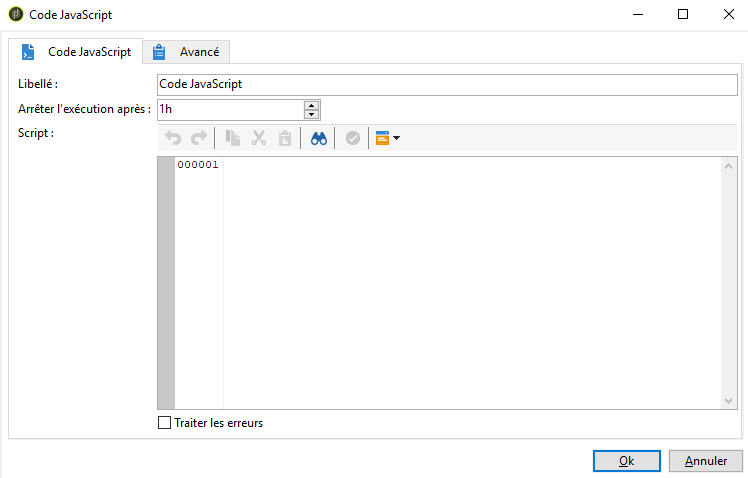 Code JavaScript
Code JavaScript
Avancé
Libellé :
Code JavaScript
Arrêter l'exécution après :
1h
Script :
000001
Traiter les erreurs
Ok
Annuler